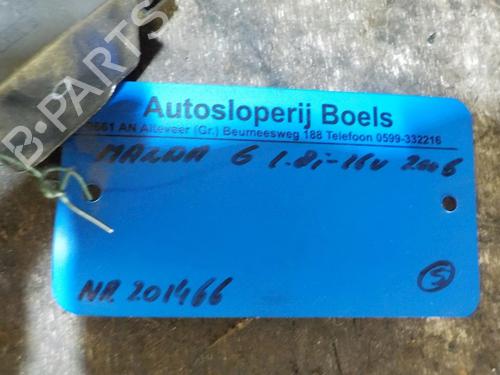 Autosloperij Boels
9661 AN Alteveer (Gr.) Beumeesweg 188 Telefoon 0599-332216
MAZDA 6 1.8i-16v 2006
NR 201466
S
B-PARTS